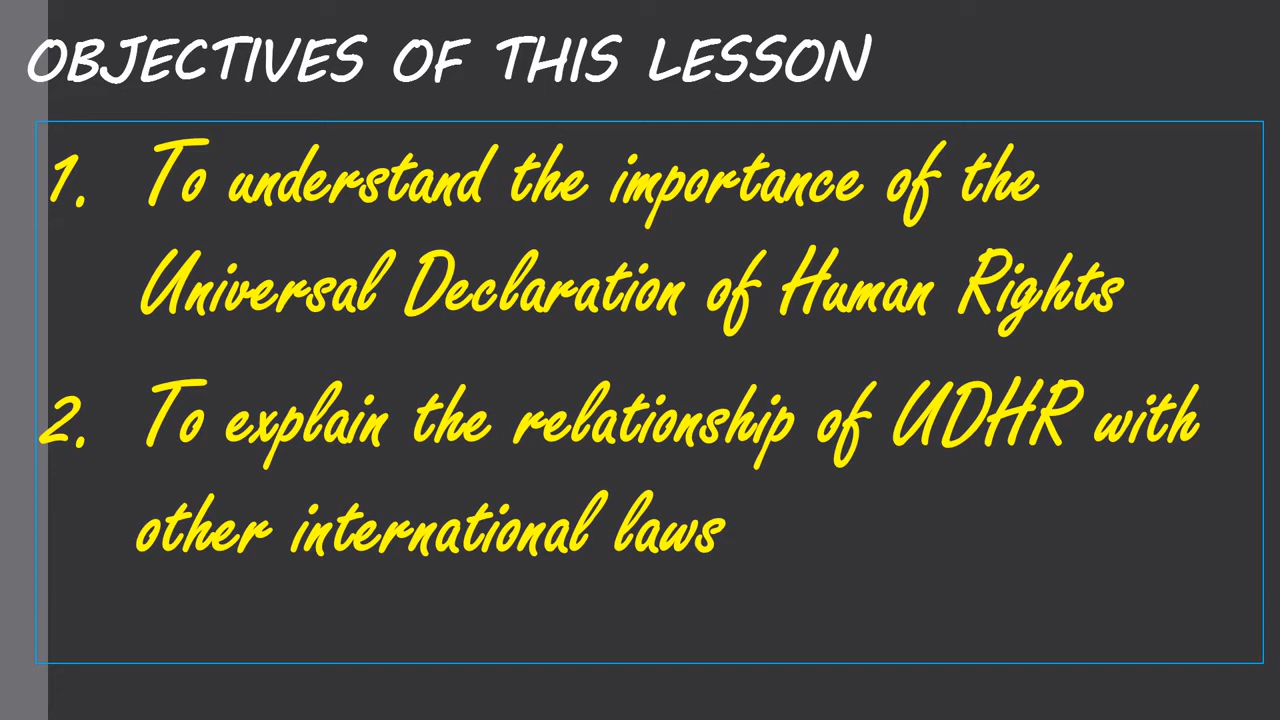 OBJECTIVES OF THIS LESSON
1. To understand the importance of the
Universal Declaration of Human Rights
2. To explain the relationship of UDHR with
other international laws